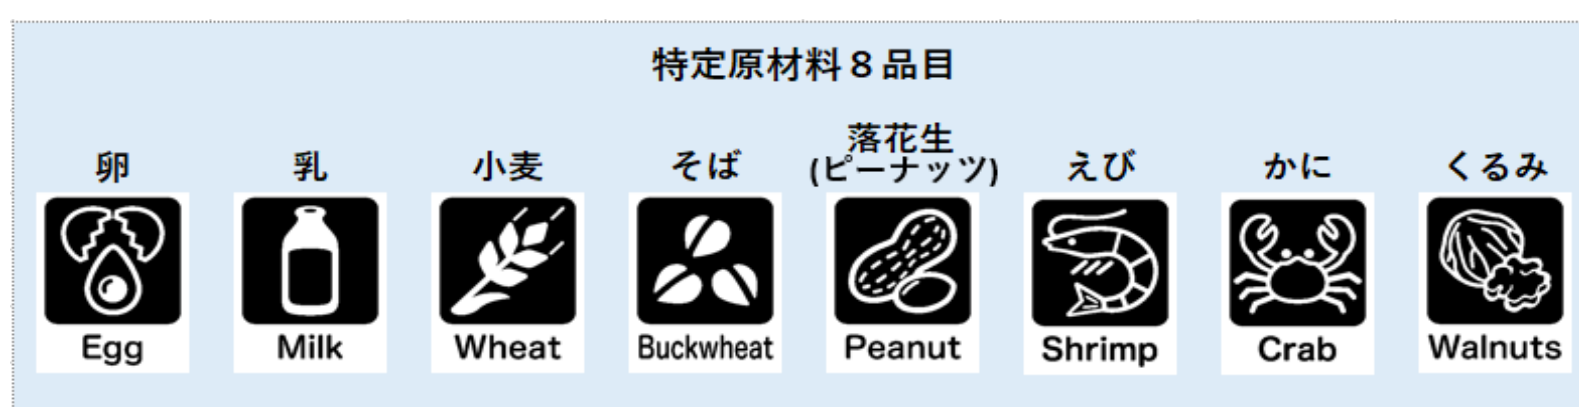 特定原材料８品目
卵
乳
小麦
そば
落花生
(ピーナッツ)
えび
かに
くるみ
Egg
Milk
Wheat
Buckwheat
Peanut
Shrimp
Crab
Walnuts